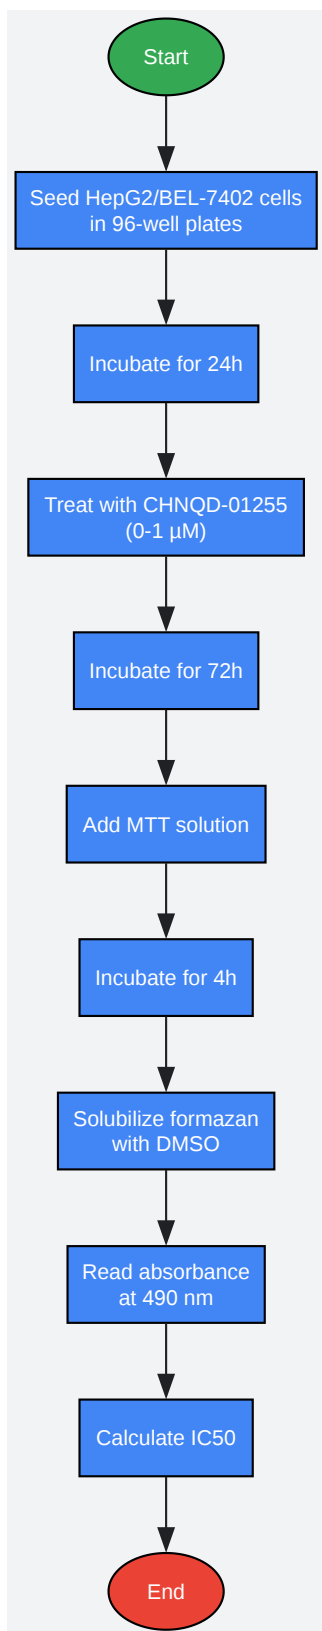 Start
Seed HepG2/BEL-7402 cells
in 96-well plates
Incubate for 24h
Treat with CHNQD-01255
(0-1 µM)
Incubate for 72h
Add MTT solution
Incubate for 4h
Solubilize formazan
with DMSO
Read absorbance
at 490 nm
Calculate IC50
End